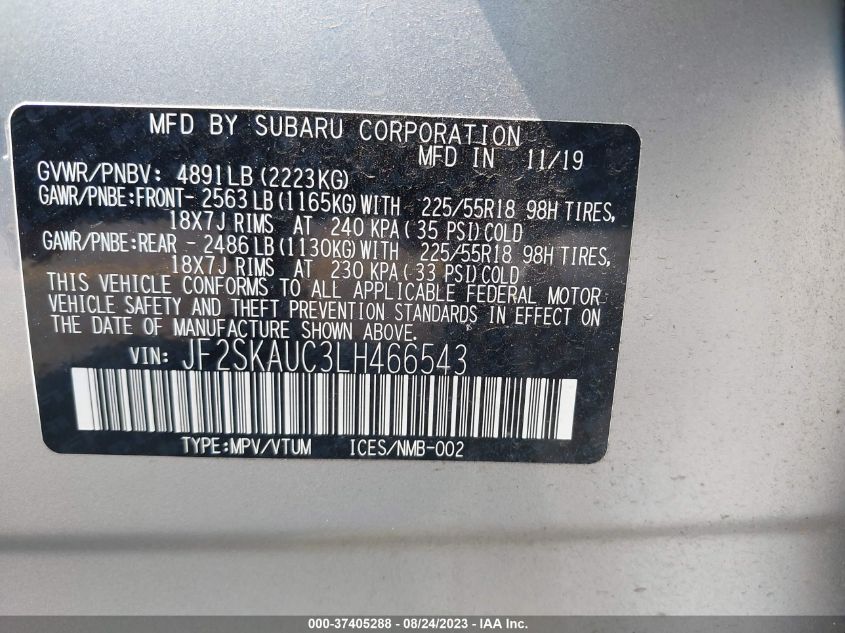 MFD BY SUBARU CORPORATION
MFD IN 11/19
GVWR/PNBV: 4891LB (2223KG)
GAWR/PNBE:FRONT- 2563LB(1165KG)WITH 225/55R18 98H TIRES,
18X7J RIMS AT 240 KPA( 35 PSI)COLD
GAWR/PNBE:REAR - 2486LB(1130KG)WITH 225/55R18 98H TIRES,
18X7J RIMS AT 230 KPA( 33 PSI)COLD
THIS VEHICLE CONFORMS TO ALL APPLICABLE FEDERAL MOTOR
VEHICLE SAFETY AND THEFT PREVENTION STANDARDS IN EFFECT ON
THE DATE OF MANUFACTURE SHOWN ABOVE.
VIN: JF2SKAUC3LH466543
TYPE:MPV/VTUM ICES/NMB-002
000-37405288 - 08/24/2023 - IAA Inc.